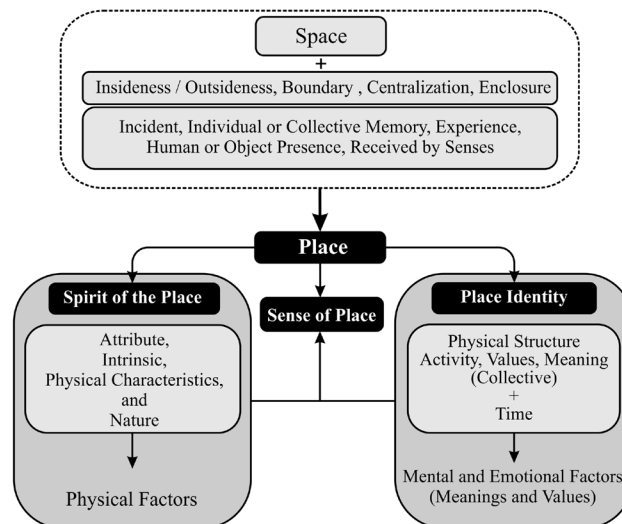 Space
+
Insideness / Outsideness, Boundary , Centralization, Enclosure
Incident, Individual or Collective Memory, Experience,
Human or Object Presence, Received by Senses
Place
Spirit of the Place
Attribute,
Intrinsic,
Physical Characteristics,
and
Nature
Physical Factors
Sense of Place
Place Identity
Physical Structure
Activity, Values, Meaning
(Collective)
+
Time
Mental and Emotional Factors
(Meanings and Values)